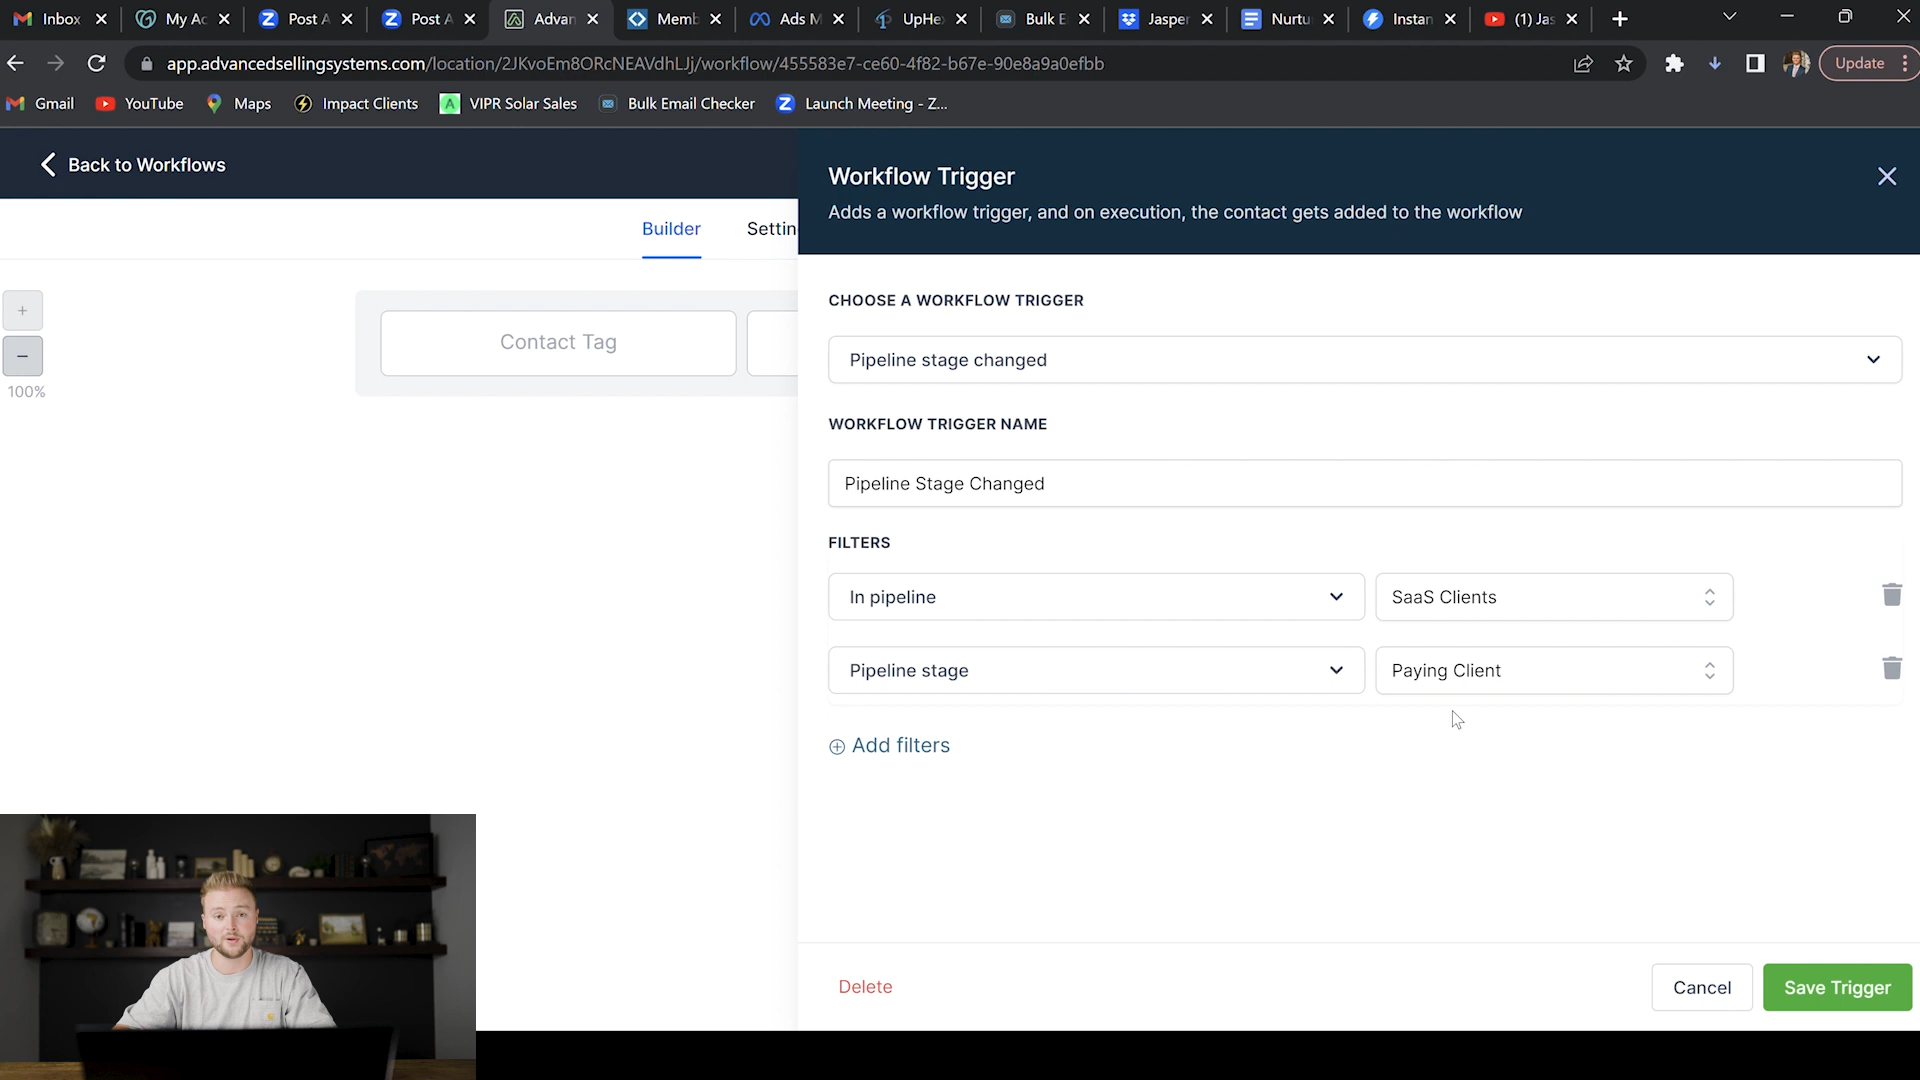 Inbox
My Ac
Post A
Post A
Advan
Memb
Ads M
UpHex
Bulk E
Jasper
Nurtu
Instan
(1) Jas
app.advancedsellingsystems.com/location/2JKvoEm8ORcNEAVdhLJj/workflow/455583e7-ce60-4f82-b67e-90e8a9a0efbb
Update
Gmail
YouTube
Maps
Impact Clients
VIPR Solar Sales
Bulk Email Checker
Launch Meeting - Z...
Back to Workflows
Builder
Settin
100%
Contact Tag
Workflow Trigger
Adds a workflow trigger, and on execution, the contact gets added to the workflow
CHOOSE A WORKFLOW TRIGGER
Pipeline stage changed
WORKFLOW TRIGGER NAME
Pipeline Stage Changed
FILTERS
In pipeline
SaaS Clients
Pipeline stage
Paying Client
Add filters
Delete
Cancel
Save Trigger